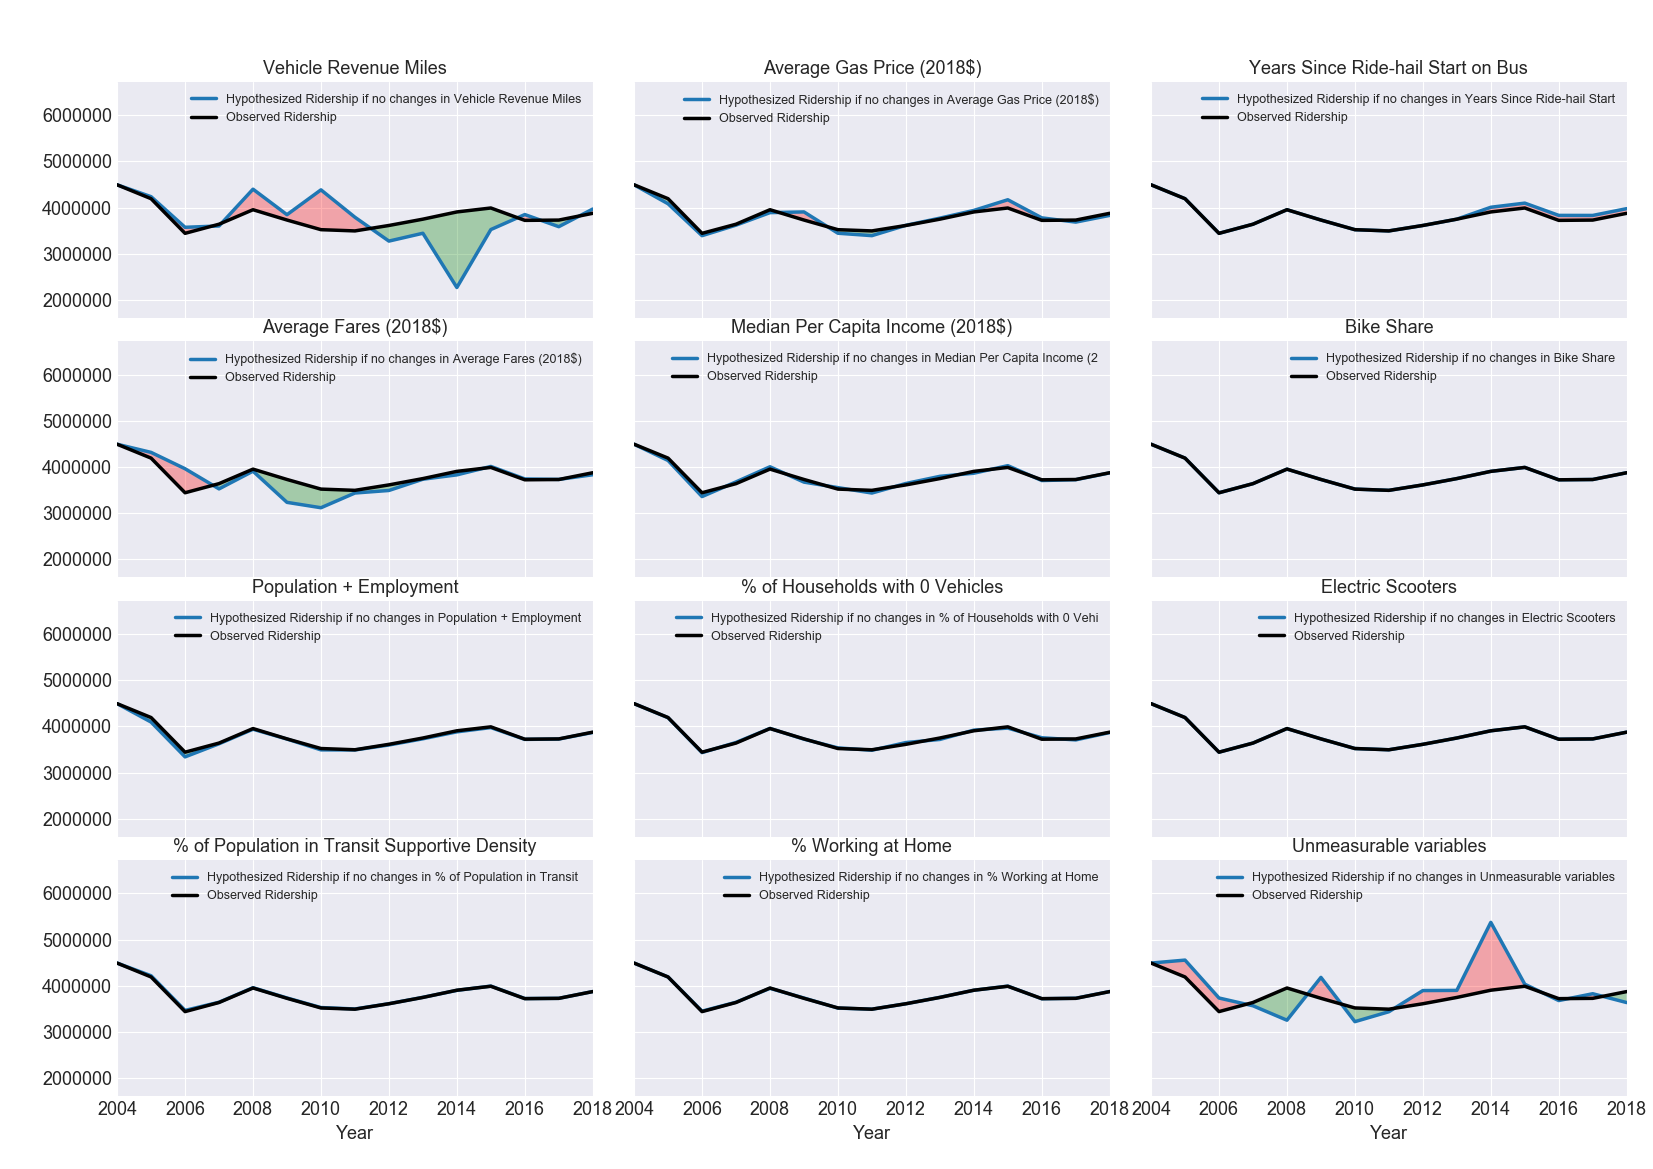 Vehicle Revenue Miles
Hypothesized Ridership if no changes in Vehicle Revenue Miles
Observed Ridership
6000000
5000000
4000000
3000000
2000000
Average Gas Price (2018$)
Hypothesized Ridership if no changes in Average Gas Price (2018$)
Observed Ridership
Years Since Ride-hail Start on Bus
Hypothesized Ridership if no changes in Years Since Ride-hail Start
Observed Ridership
Average Fares (2018$)
Hypothesized Ridership if no changes in Average Fares (2018$)
Observed Ridership
6000000
5000000
4000000
3000000
2000000
Median Per Capita Income (2018$)
Hypothesized Ridership if no changes in Median Per Capita Income (2
Observed Ridership
Bike Share
Hypothesized Ridership if no changes in Bike Share
Observed Ridership
Population + Employment
Hypothesized Ridership if no changes in Population + Employment
Observed Ridership
6000000
5000000
4000000
3000000
2000000
% of Households with 0 Vehicles
Hypothesized Ridership if no changes in % of Households with 0 Vehi
Observed Ridership
Electric Scooters
Hypothesized Ridership if no changes in Electric Scooters
Observed Ridership
% of Population in Transit Supportive Density
Hypothesized Ridership if no changes in % of Population in Transit
Observed Ridership
6000000
5000000
4000000
3000000
2000000
2004 2006 2008 2010 2012 2014 2016 2018
Year
% Working at Home
Hypothesized Ridership if no changes in % Working at Home
Observed Ridership
2004 2006 2008 2010 2012 2014 2016 2018
Year
Unmeasurable variables
Hypothesized Ridership if no changes in Unmeasurable variables
Observed Ridership
2004 2006 2008 2010 2012 2014 2016 2018
Year